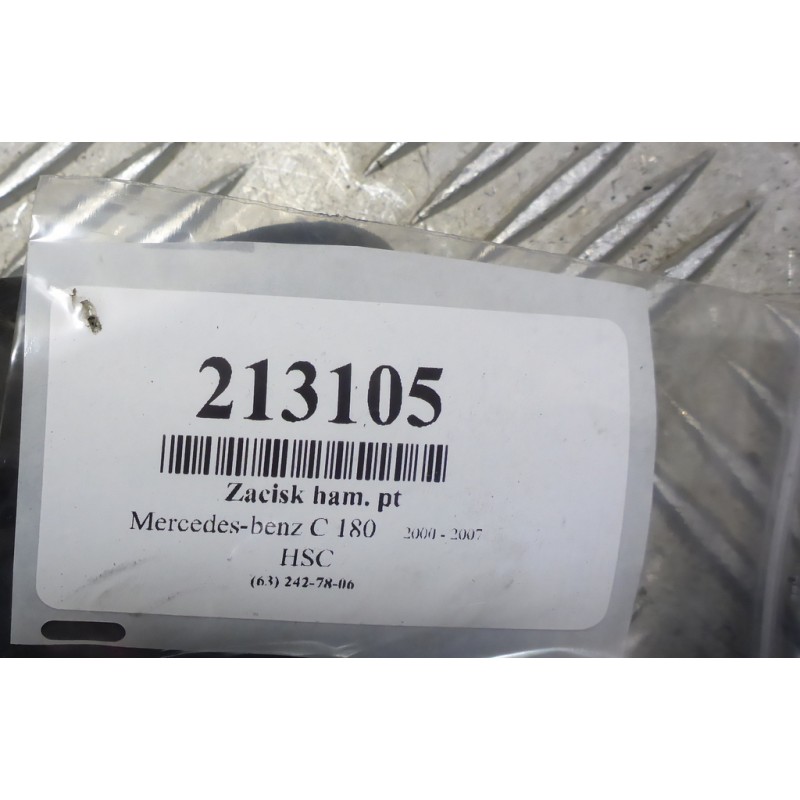 213105
Zacisk ham. pt
Mercedes-benz C 180 2000 - 2007
HSC
(63) 242-78-06